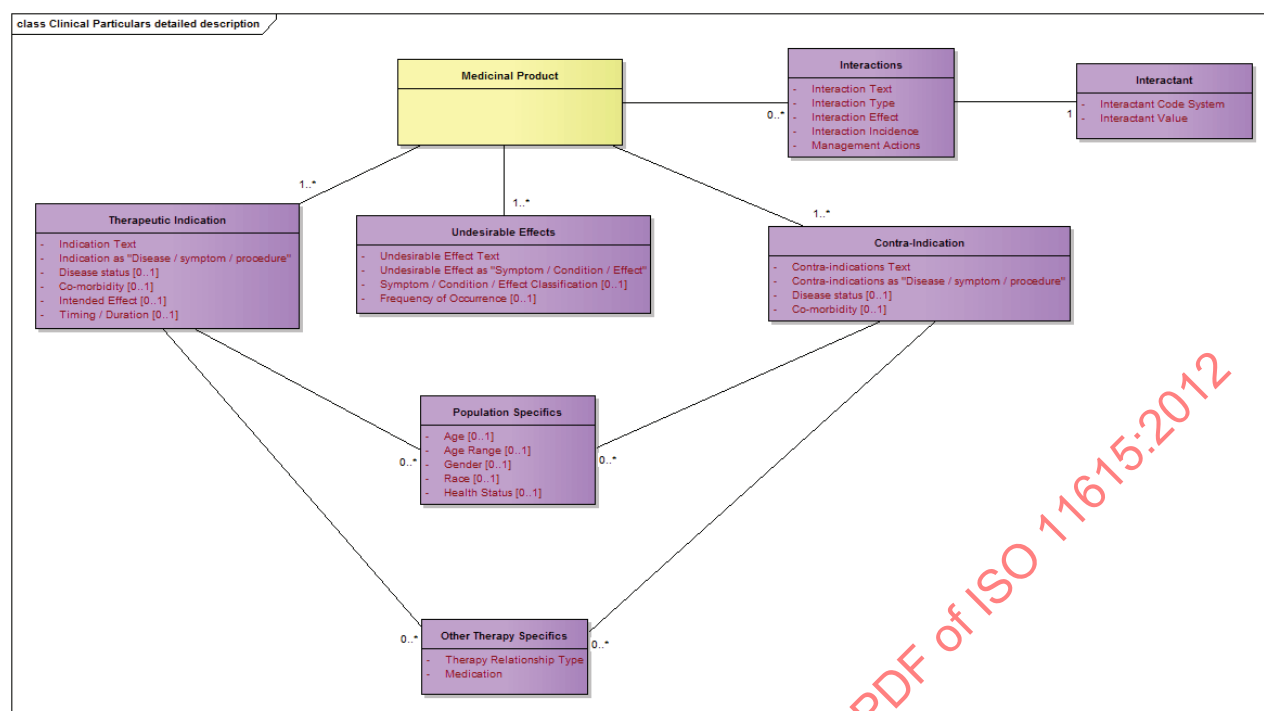 class Clinical Particulars detailed description
Medicinal Product
Interactions
- Interaction Text
- Interaction Type
- Interaction Effect
- Interaction Incidence
- Management Actions
0..*
Interactant
- Interactant Code System
- Interactant Value
1
1..*
1..*
1..*
Therapeutic Indication
- Indication Text
- Indication as "Disease / symptom / procedure"
- Disease status [0..1]
- Co-morbidity [0..1]
- Intended Effect [0..1]
- Timing / Duration [0..1]
Undesirable Effects
- Undesirable Effect Text
- Undesirable Effect as "Symptom / Condition / Effect"
- Symptom / Condition / Effect Classification [0..1]
- Frequency of Occurrence [0..1]
Contra-Indication
- Contra-indications Text
- Contra-indications as "Disease / symptom / procedure"
- Disease status [0..1]
- Co-morbidity [0..1]
Population Specifics
- Age [0..1]
- Age Range [0..1]
- Gender [0..1]
- Race [0..1]
- Health Status [0..1]
0..*
0..*
Other Therapy Specifics
- Therapy Relationship Type
- Medication
0..*
0..*
PDF of ISO 11615:2012